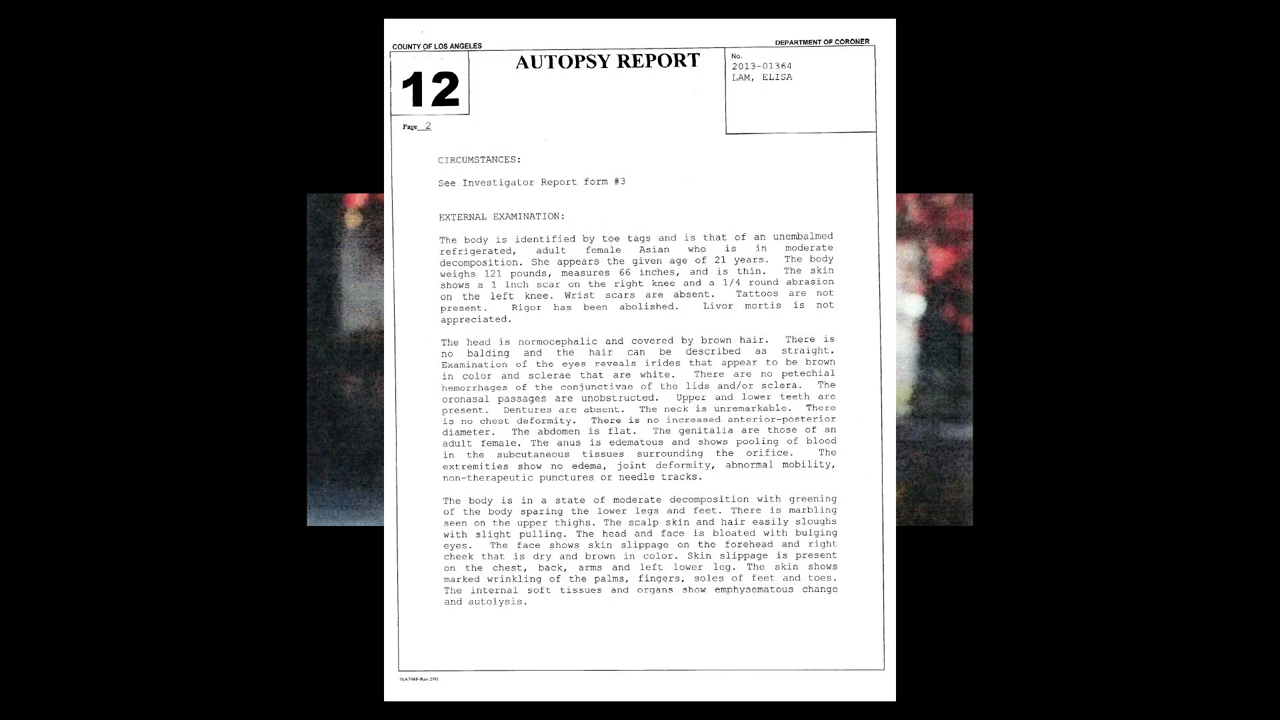 COUNTY OF LOS ANGELES
DEPARTMENT OF CORONER
12
AUTOPSY REPORT
No.
2013-01364
LAM, ELISA
Page 2
CIRCUMSTANCES:
See Investigator Report form #3
EXTERNAL EXAMINATION:
The body is identified by toe tags and is that of an unembalmed
refrigerated, adult female Asian who is in moderate
decomposition. She appears the given age of 21 years. The body
weighs 121 pounds, measures 66 inches, and is thin. The skin
shows a 1 inch scar on the right knee and a 1/4 round abrasion
on the left knee. Wrist scars are absent. Tattoos are not
present. Rigor has been abolished. Livor mortis is not
appreciated.
The head is normocephalic and covered by brown hair. There is
no balding and the hair can be described as straight.
Examination of the eyes reveals irides that appear to be brown
in color and sclerae that are white. There are no petechial
hemorrhages of the conjunctivae of the lids and/or sclera. The
oronasal passages are unobstructed. Upper and lower teeth are
present. Dentures are absent. The neck is unremarkable. There
is no chest deformity. There is no increased anterior-posterior
diameter. The abdomen is flat. The genitalia are those of an
adult female. The anus is edematous and shows pooling of blood
in the subcutaneous tissues surrounding the orifice. The
extremities show no edema, joint deformity, abnormal mobility,
non-therapeutic punctures or needle tracks.
The body is in a state of moderate decomposition with greening
of the body sparing the lower legs and feet. There is marbling
seen on the upper thighs. The scalp skin and hair easily sloughs
with slight pulling. The head and face is bloated with bulging
eyes. The face shows skin slippage on the forehead and right
cheek that is dry and brown in color. Skin slippage is present
on the chest, back, arms and left lower leg. The skin shows
marked wrinkling of the palms, fingers, soles of feet and toes.
The internal soft tissues and organs show emphysematous change
and autolysis.